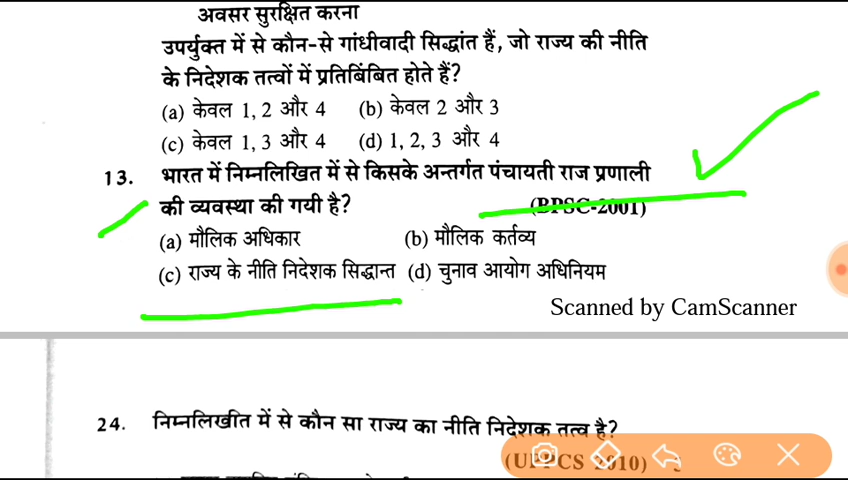 अवसर सुरक्षित करना
उपर्युक्त में से कौन-से गांधीवादी सिद्धांत हैं, जो राज्य की नीति
के निदेशक तत्वों में प्रतिबिंबित होते हैं?
(a) केवल 1, 2 और 4 (b) केवल 2 और 3
(c) केवल 1, 3 और 4 (d) 1, 2, 3 और 4
13. भारत में निम्नलिखित में से किसके अन्तर्गत पंचायती राज प्रणाली
की व्यवस्था की गयी है? (BPSC-2001)
(a) मौलिक अधिकार (b) मौलिक कर्तव्य
(c) राज्य के नीति निदेशक सिद्धान्त (d) चुनाव आयोग अधिनियम
Scanned by CamScanner
24. निम्नलिखीत में से कौन सा राज्य का नीति निदेशक तत्व है?
(UPPCS 2010)